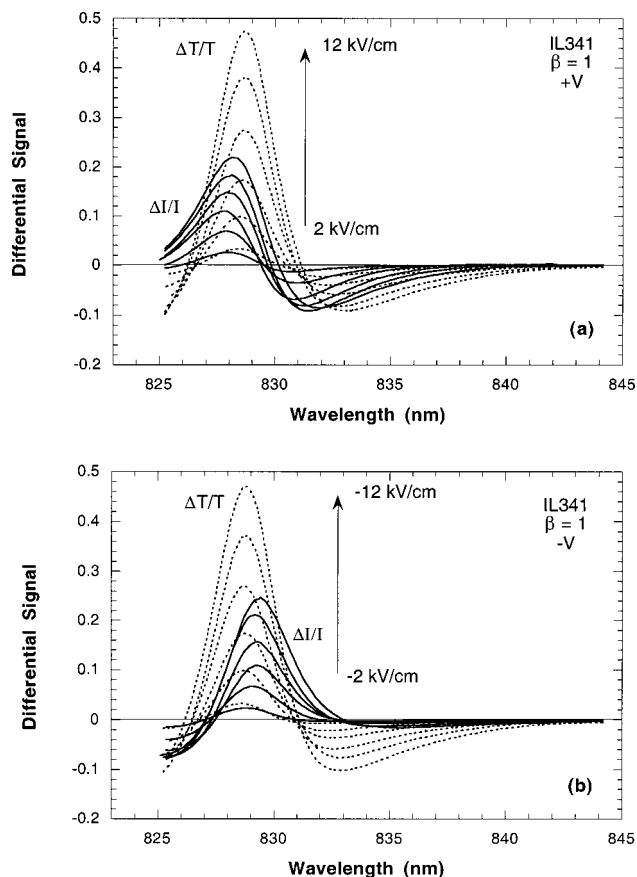 0.5
0.4
0.3
0.2
0.1
0
-0.1
-0.2
Differential Signal
ΔT/T
ΔI/I
12 kV/cm
2 kV/cm
IL341
β = 1
+V
(a)
825 830 835 840 845
Wavelength (nm)
0.5
0.4
0.3
0.2
0.1
0
-0.1
-0.2
Differential Signal
ΔT/T
ΔI/I
-12 kV/cm
-2 kV/cm
IL341
β = 1
-V
(b)
825 830 835 840 845
Wavelength (nm)